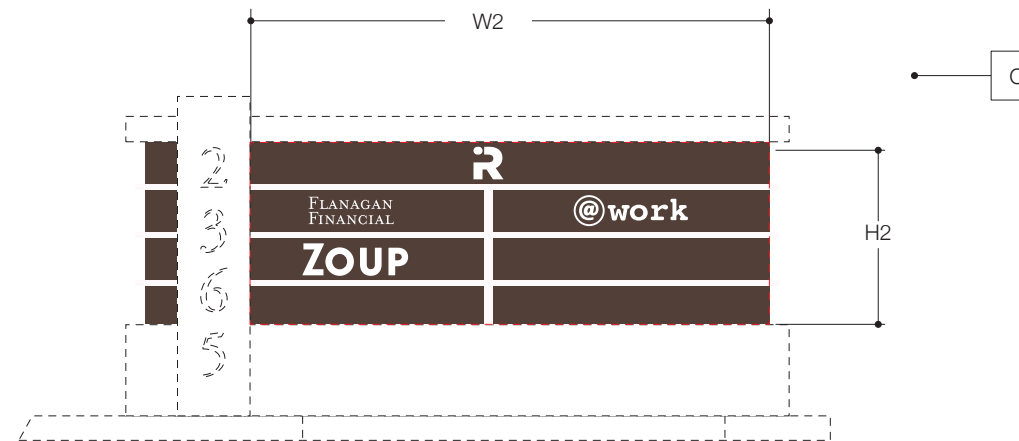 W2
C
2
3
6
5
R
FLANAGAN
FINANCIAL
@work
ZOUP
H2